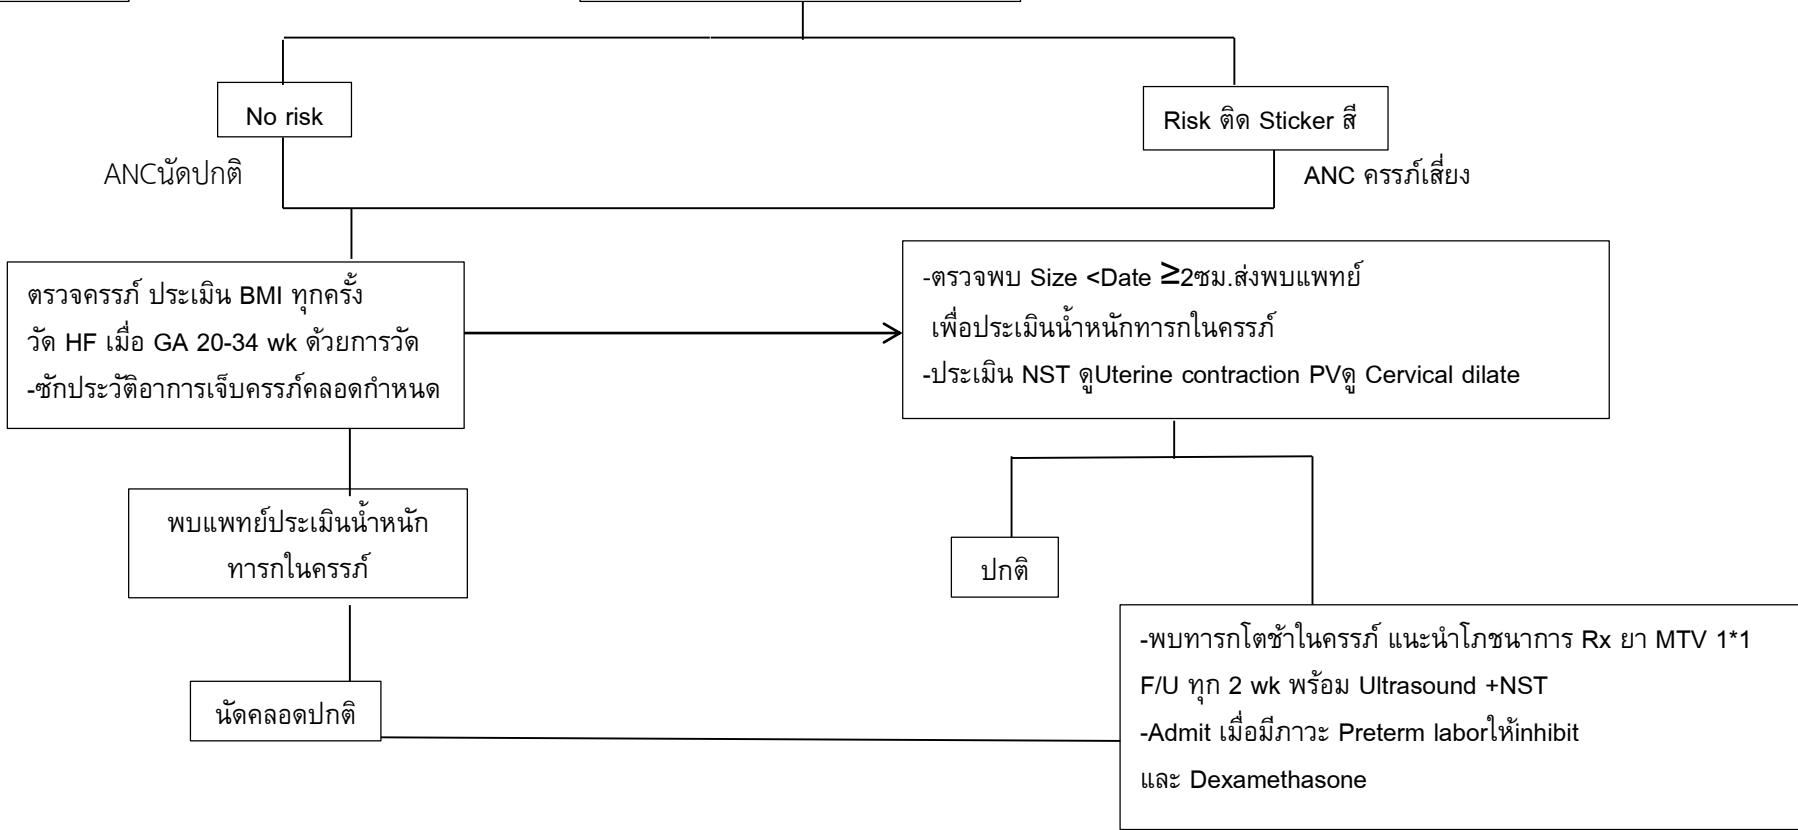 No risk
Risk ติด Sticker สี
ANCนัดปกติ
ANC ครรภ์เสี่ยง
ตรวจครรภ์ ประเมิน BMI ทุกครั้ง
วัด HF เมื่อ GA 20-34 wk ด้วยการวัด
-ซักประวัติอาการเจ็บครรภ์คลอดกำหนด
-ตรวจพบ Size <Date ≥2ซม.ส่งพบแพทย์
เพื่อประเมินน้ำหนักทารกในครรภ์
-ประเมิน NST ดูUterine contraction PVดู Cervical dilate
พบแพทย์ประเมินน้ำหนัก
ทารกในครรภ์
ปกติ
นัดคลอดปกติ
-พบทารกโตช้าในครรภ์ แนะนำโภชนาการ Rx ยา MTV 1*1
F/U ทุก 2 wk พร้อม Ultrasound +NST
-Admit เมื่อมีภาวะ Preterm laborให้inhibit
และ Dexamethasone